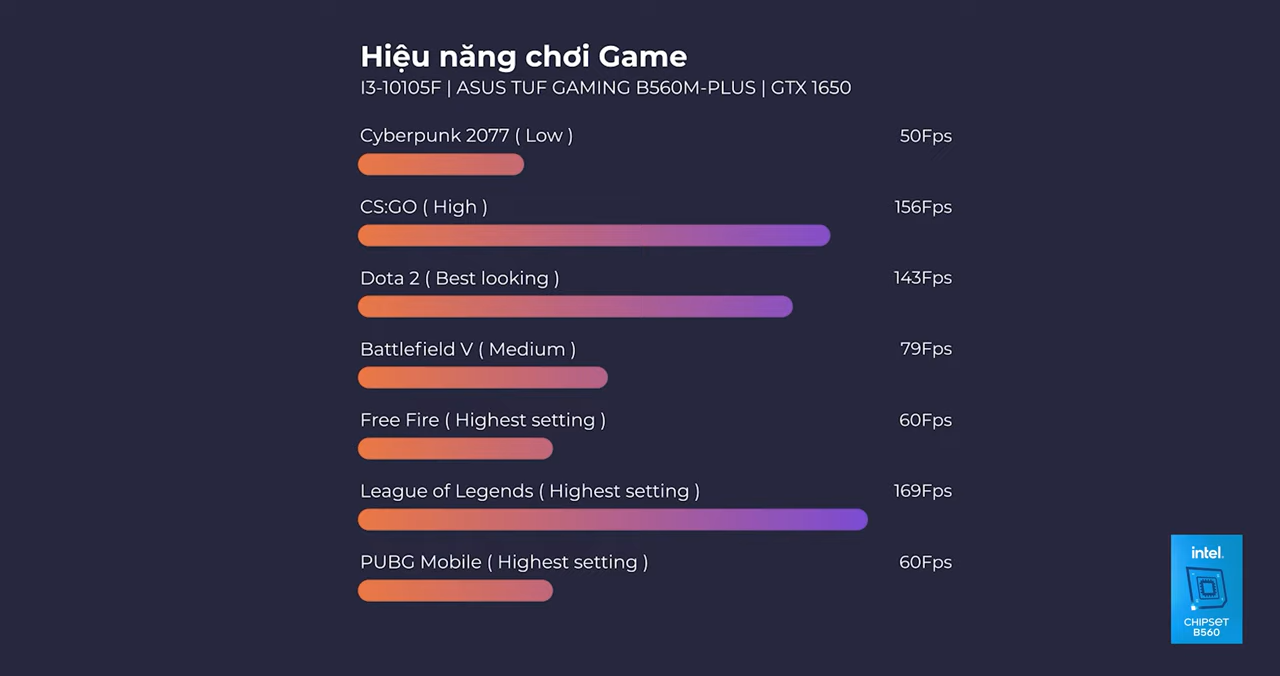 Hiệu năng chơi Game
I3-10105F | ASUS TUF GAMING B560M-PLUS | GTX 1650
Cyberpunk 2077 ( Low ) 50Fps
CS:GO ( High ) 156Fps
Dota 2 ( Best looking ) 143Fps
Battlefield V ( Medium ) 79Fps
Free Fire ( Highest setting ) 60Fps
League of Legends ( Highest setting ) 169Fps
PUBG Mobile ( Highest setting ) 60Fps
intel.
CHIPSET
B560